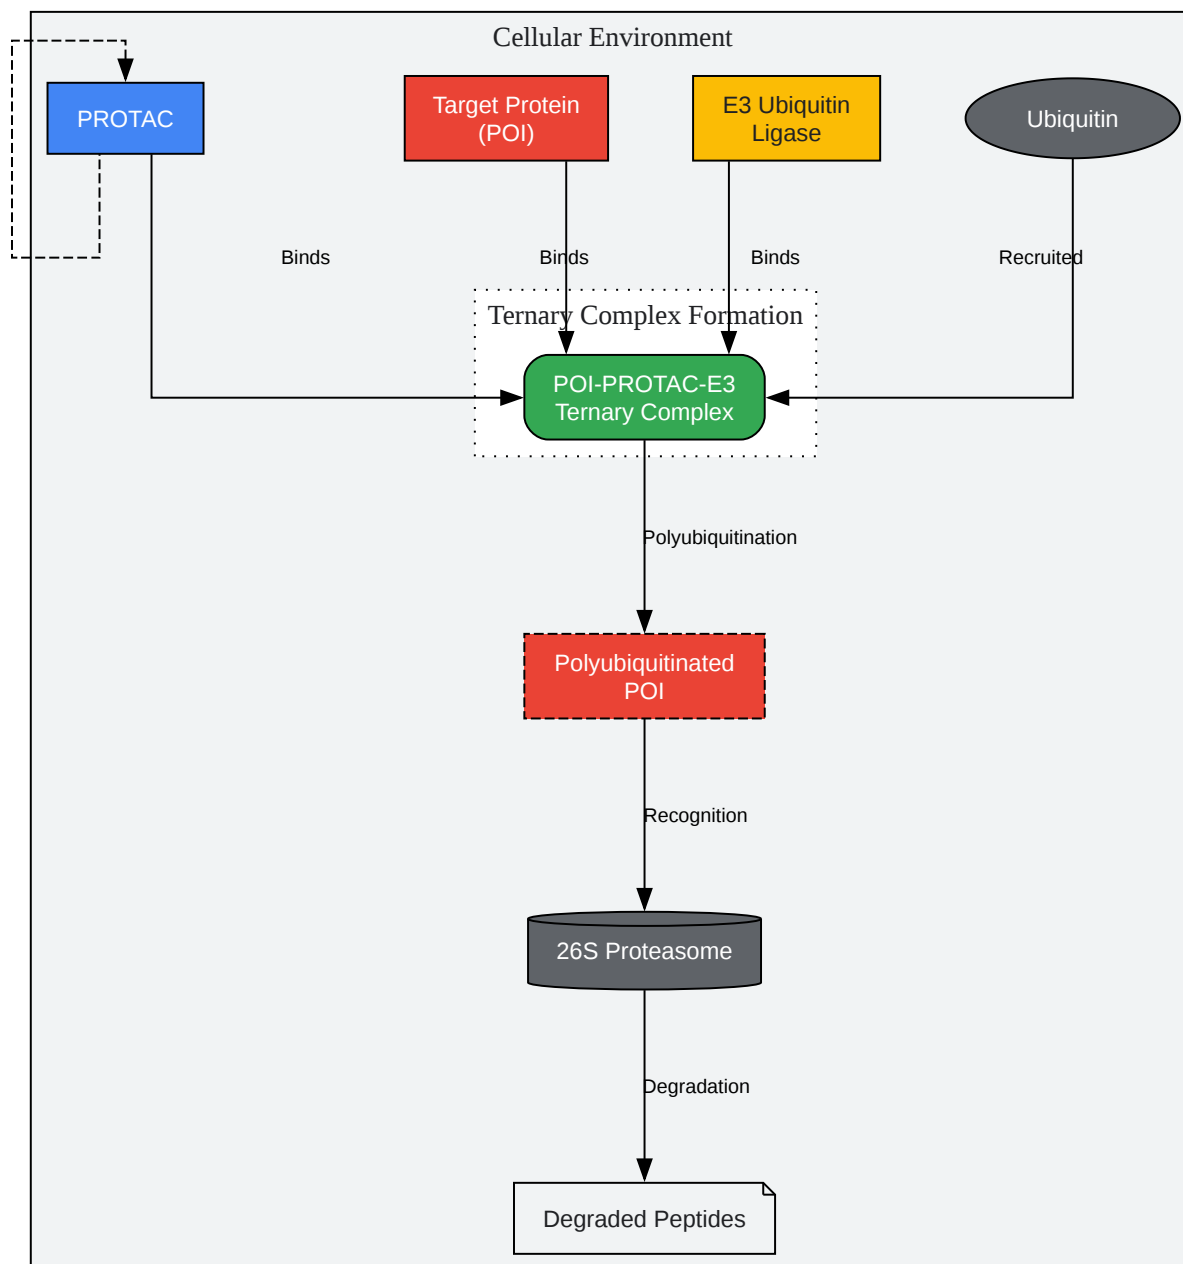 Cellular Environment
PROTAC
Target Protein
(POI)
E3 Ubiquitin
Ligase
Ubiquitin
Binds
Binds
Binds
Recruited
Ternary Complex Formation
POI-PROTAC-E3
Ternary Complex
Polyubiquitination
Polyubiquitinated
POI
Recognition
26S Proteasome
Degradation
Degraded Peptides